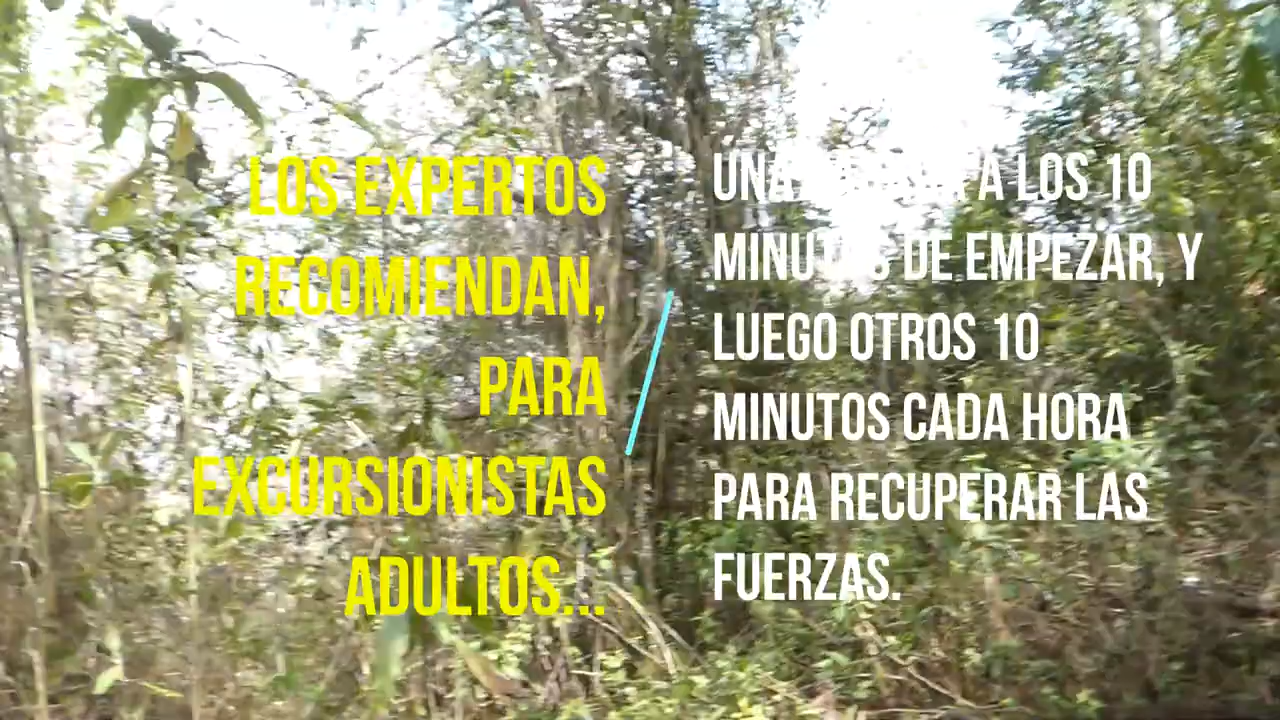 LOS EXPERTOS
RECOMIENDAN,
PARA
EXCURSIONISTAS
ADULTOS...
UNA A LOS 10
MINUTOS DE EMPEZAR, Y
LUEGO OTROS 10
MINUTOS CADA HORA
PARA RECUPERAR LAS
FUERZAS.